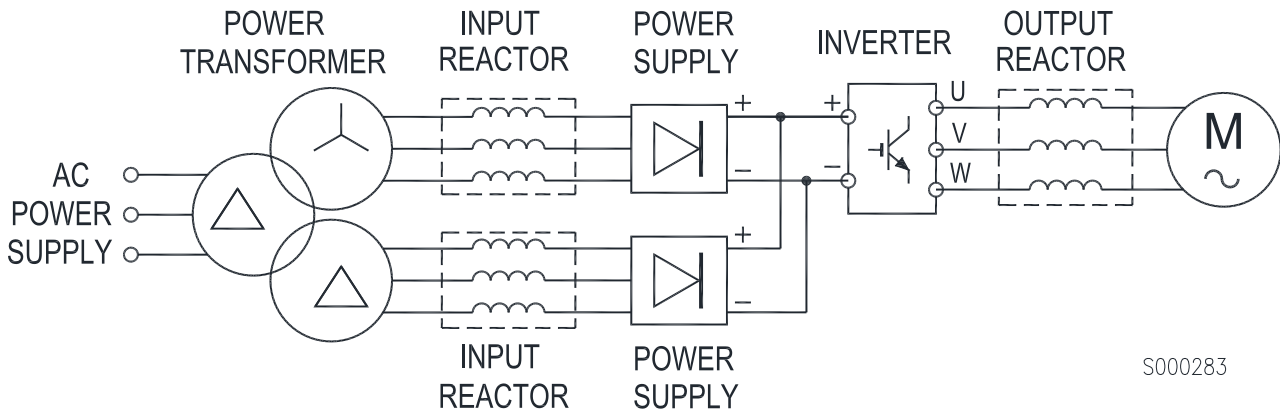 POWER
TRANSFORMER
INPUT
REACTOR
POWER
SUPPLY
INVERTER
OUTPUT
REACTOR
AC
POWER
SUPPLY
+
−
+
−
+
−
U
V
W
M
INPUT
REACTOR
POWER
SUPPLY
S000283